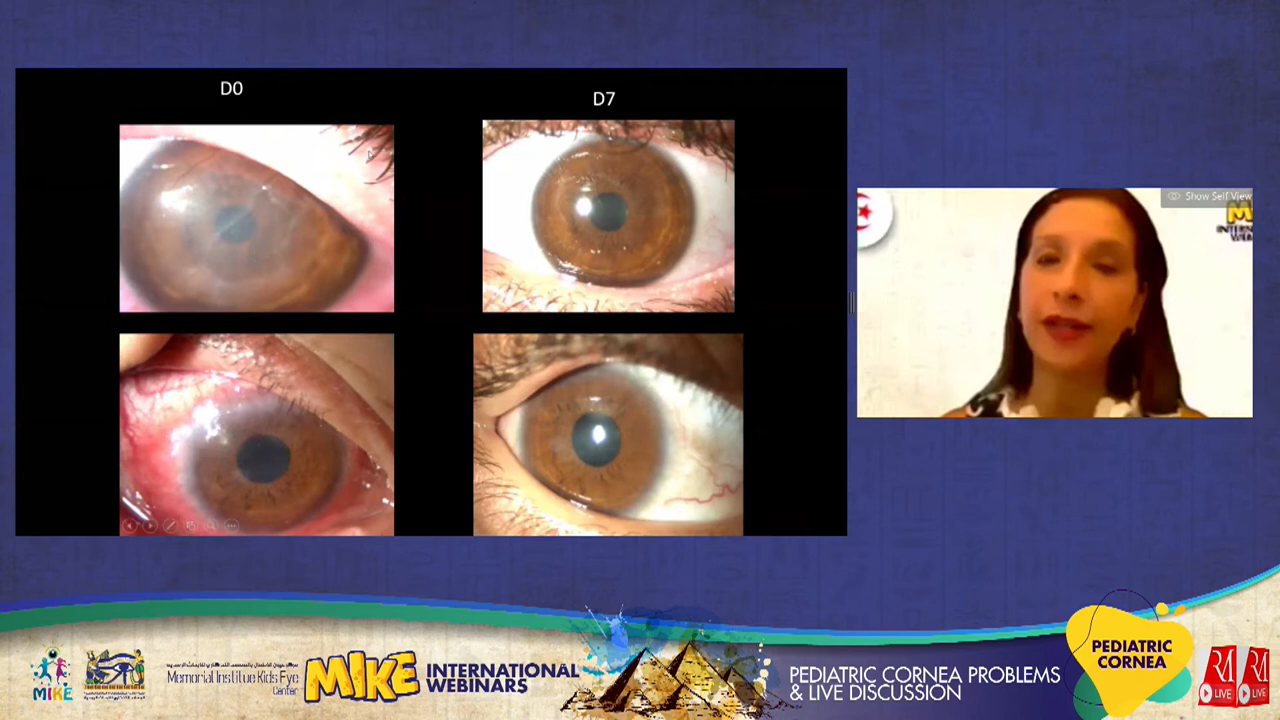 D0
D7
Show Self View
M
MIKE
Memorial Institue Kids Eye
Center
MIKE
INTERNATIONAL
WEBINARS
PEDIATRIC CORNEA PROBLEMS
& LIVE DISCUSSION
PEDIATRIC
CORNEA
LIVE
LIVE